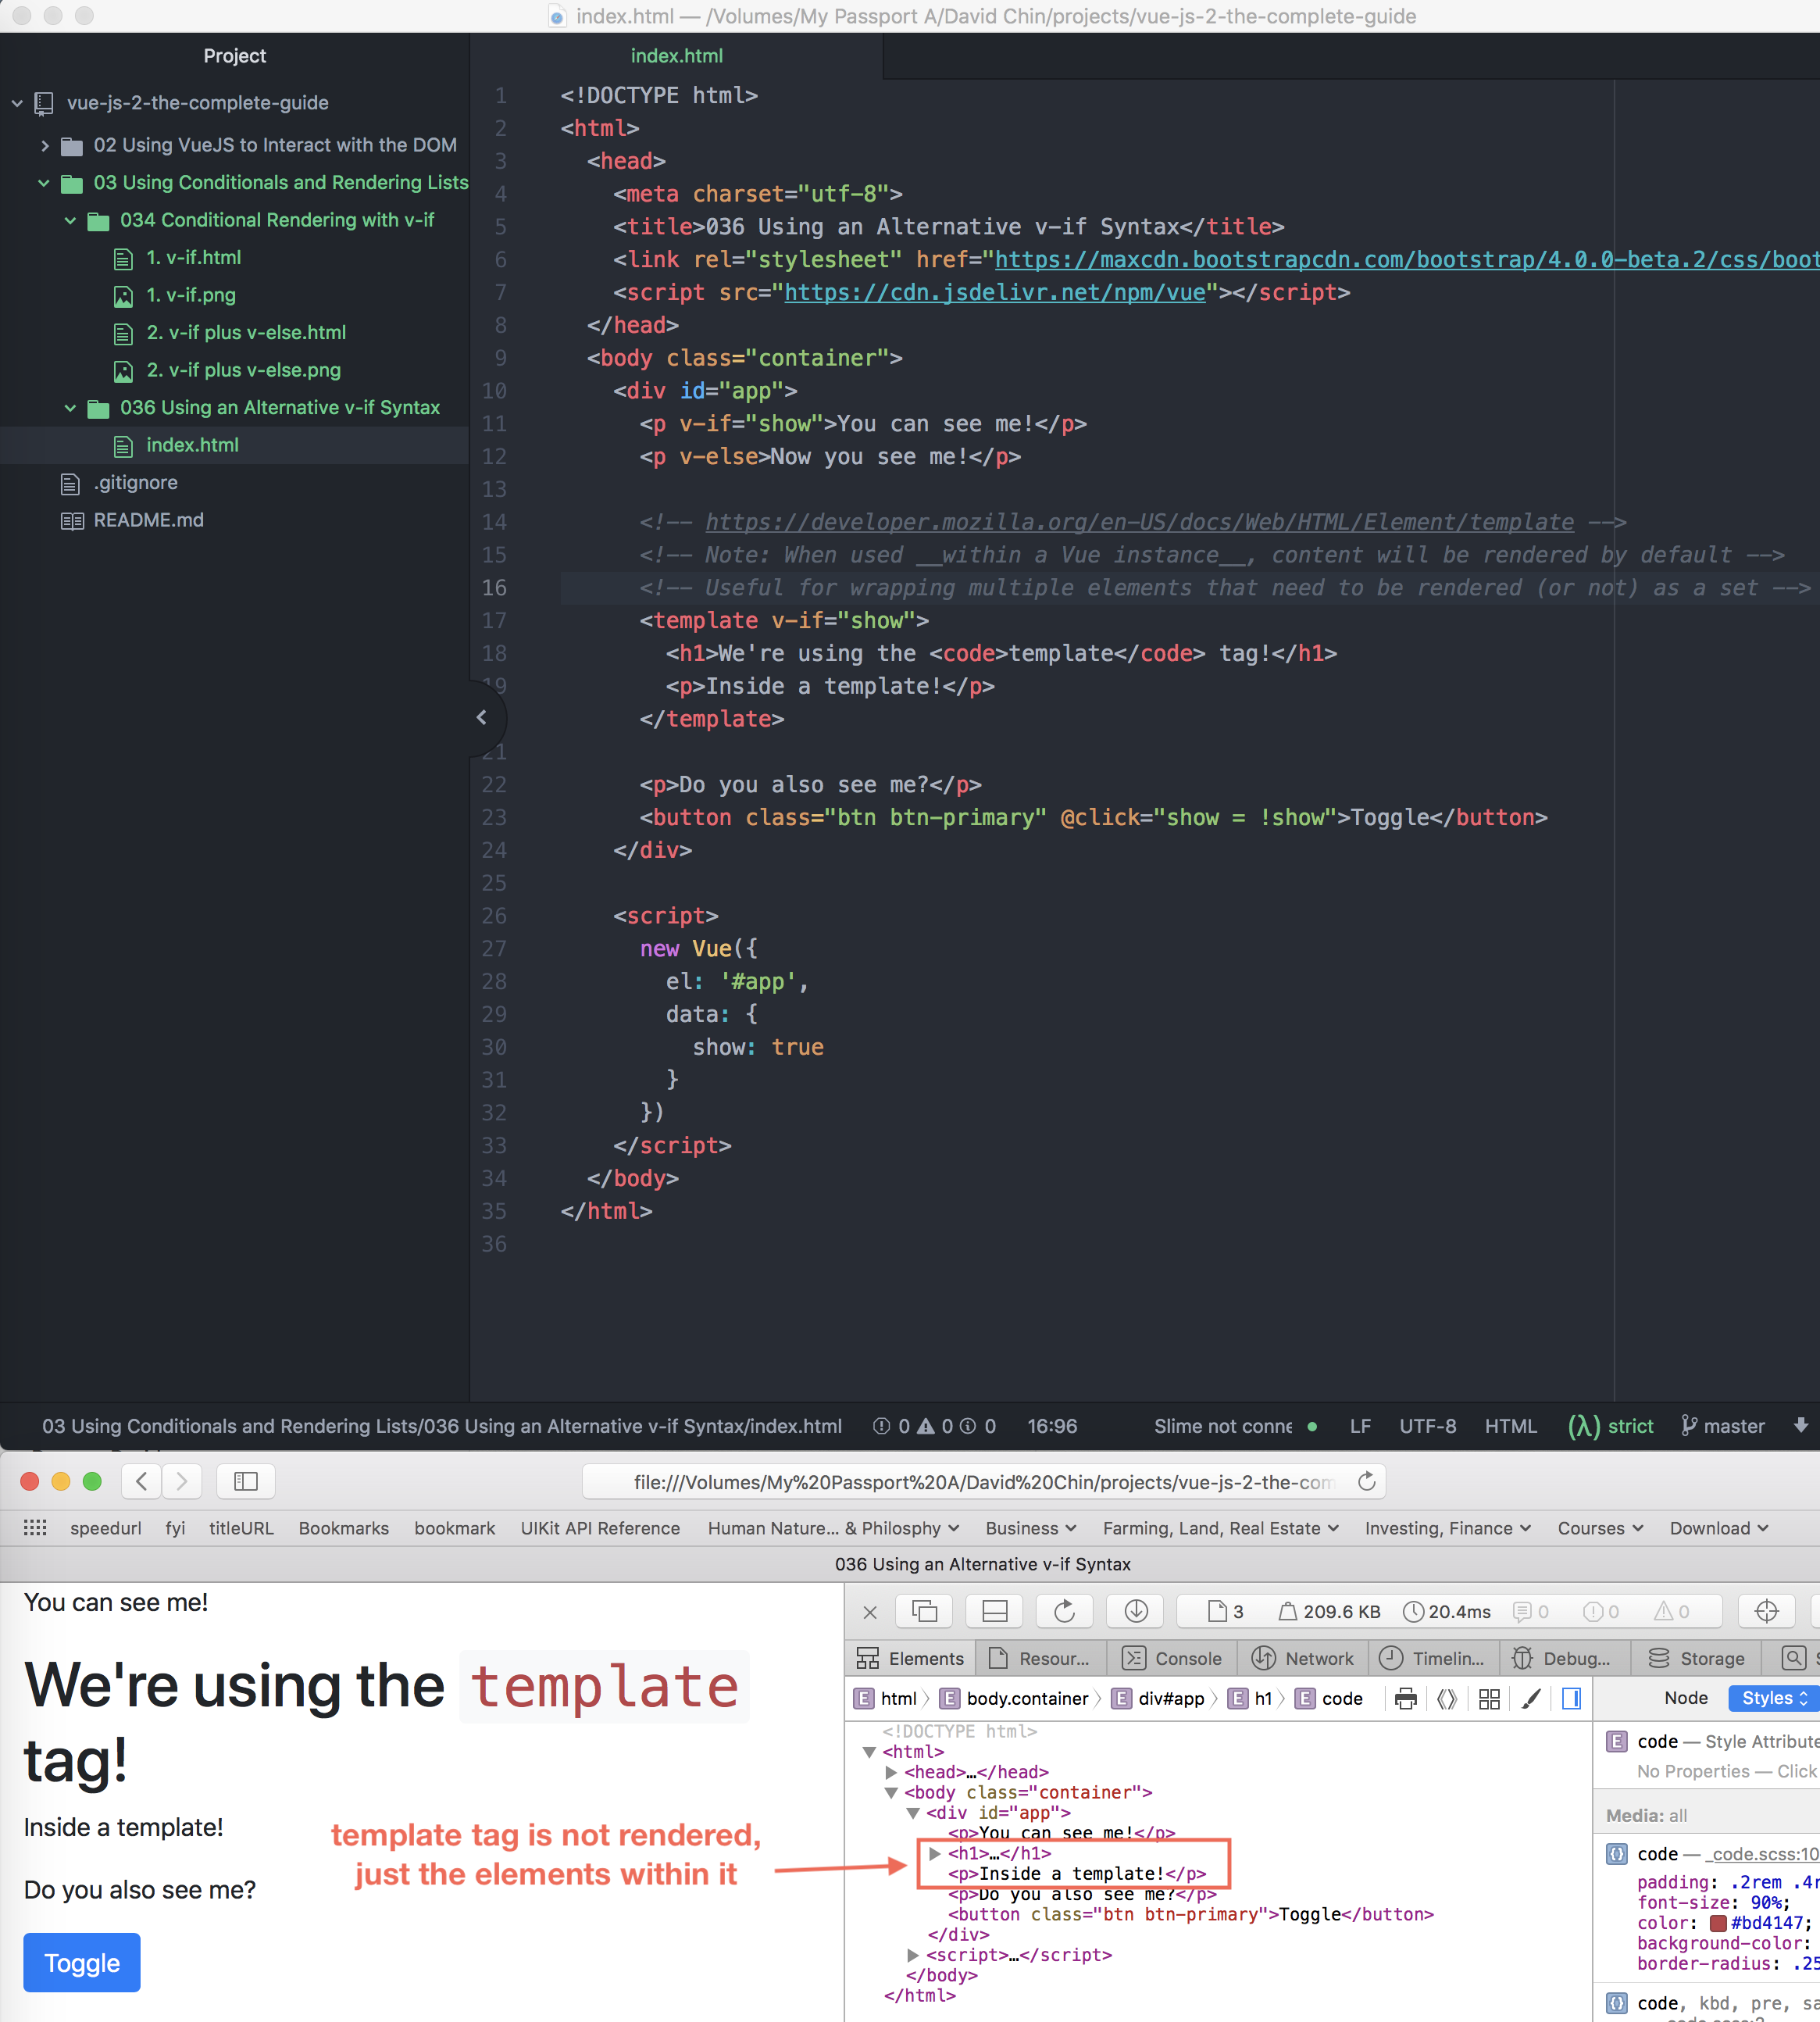 index.html — /Volumes/My Passport A/David Chin/projects/vue-js-2-the-complete-guide
Project
vue-js-2-the-complete-guide
02 Using VueJS to Interact with the DOM
03 Using Conditionals and Rendering Lists
034 Conditional Rendering with v-if
1. v-if.html
1. v-if.png
2. v-if plus v-else.html
2. v-if plus v-else.png
036 Using an Alternative v-if Syntax
index.html
.gitignore
README.md
index.html
1 <!DOCTYPE html>
2 <html>
3 <head>
4 <meta charset="utf-8">
5 <title>036 Using an Alternative v-if Syntax</title>
6 <link rel="stylesheet" href="https://maxcdn.bootstrapcdn.com/bootstrap/4.0.0-beta.2/css/boot
7 <script src="https://cdn.jsdelivr.net/npm/vue"></script>
8 </head>
9 <body class="container">
10 <div id="app">
11 <p v-if="show">You can see me!</p>
12 <p v-else>Now you see me!</p>
13
14 <!-- https://developer.mozilla.org/en-US/docs/Web/HTML/Element/template -->
15 <!-- Note: When used __within a Vue instance__, content will be rendered by default -->
16 <!-- Useful for wrapping multiple elements that need to be rendered (or not) as a set -->
17 <template v-if="show">
18 <h1>We're using the <code>template</code> tag!</h1>
19 <p>Inside a template!</p>
</template>
21
22 <p>Do you also see me?</p>
23 <button class="btn btn-primary" @click="show = !show">Toggle</button>
24 </div>
25
26 <script>
27 new Vue({
28 el: '#app',
29 data: {
30 show: true
31 }
32 })
33 </script>
34 </body>
35 </html>
36
03 Using Conditionals and Rendering Lists/036 Using an Alternative v-if Syntax/index.html 0 0 0 16:96 Slime not conne LF UTF-8 HTML (λ) strict master
file:///Volumes/My%20Passport%20A/David%20Chin/projects/vue-js-2-the-com
speedurl fyi titleURL Bookmarks bookmark UIKit API Reference Human Nature... & Philosphy Business Farming, Land, Real Estate Investing, Finance Courses Download
036 Using an Alternative v-if Syntax
You can see me!
We're using the template
tag!
Inside a template!
Do you also see me?
Toggle
template tag is not rendered,
just the elements within it
3 209.6 KB 20.4ms 0 0 0
Elements Resour... Console Network Timelin... Debug... Storage
E html E body.container E div#app E h1 E code Node Styles
<!DOCTYPE html>
<html>
<head>…</head>
<body class="container">
<div id="app">
<p>You can see me!</p>
<h1>…</h1>
<p>Inside a template!</p>
<p>Do you also see me?</p>
<button class="btn btn-primary">Toggle</button>
</div>
<script>…</script>
</body>
</html>
E code — Style Attribute
No Properties — Click
Media: all
code — _code.scss:10
padding: .2rem .4r
font-size: 90%;
color: #bd4147;
background-color:
border-radius: .25
code, kbd, pre, sa